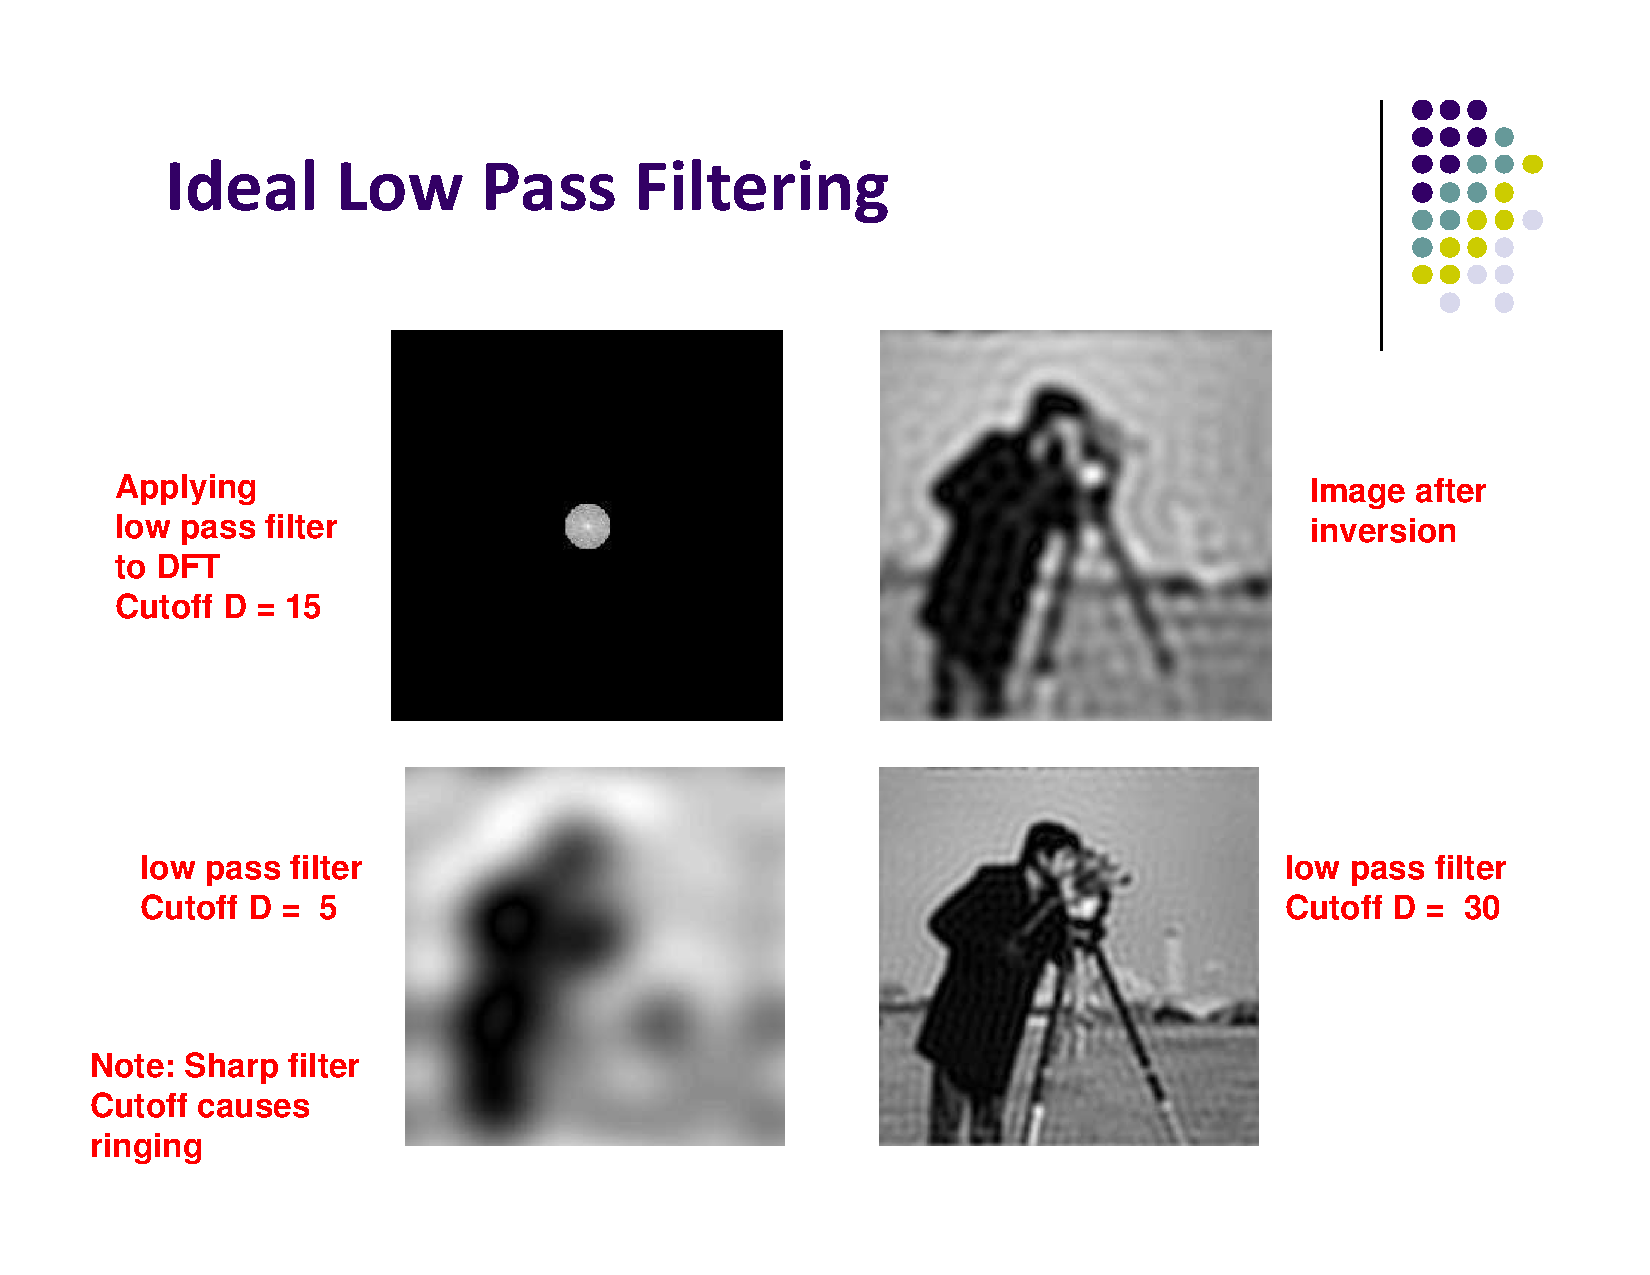 Ideal Low Pass Filtering
Applying
low pass filter
to DFT
Cutoff D = 15
Image after
inversion
low pass filter
Cutoff D = 5
low pass filter
Cutoff D = 30
Note: Sharp filter
Cutoff causes
ringing